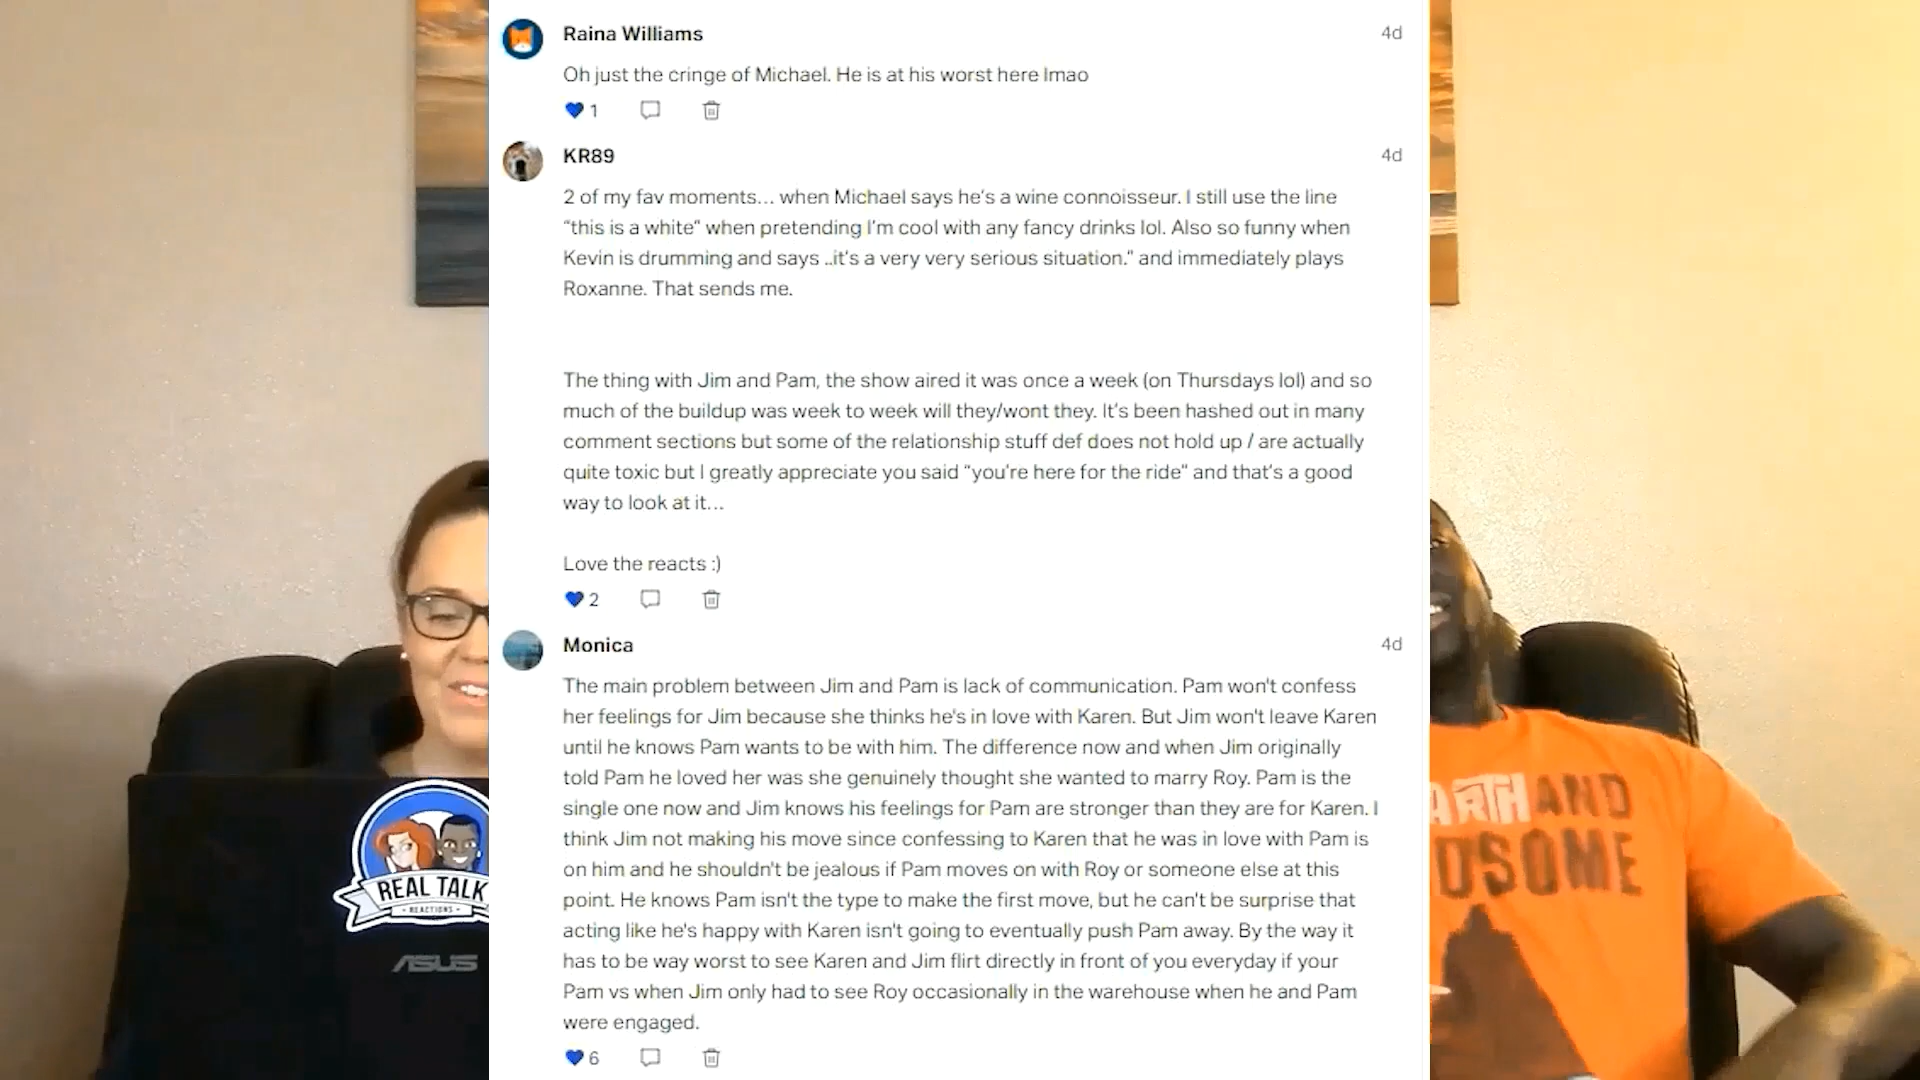 Raina Williams
4d
Oh just the cringe of Michael. He is at his worst here lmao
1
KR89
4d
2 of my fav moments... when Michael says he's a wine connoisseur. I still use the line
"this is a white" when pretending I'm cool with any fancy drinks lol. Also so funny when
Kevin is drumming and says ..it's a very very serious situation." and immediately plays
Roxanne. That sends me.
The thing with Jim and Pam, the show aired it was once a week (on Thursdays lol) and so
much of the buildup was week to week will they/wont they. It's been hashed out in many
comment sections but some of the relationship stuff def does not hold up / are actually
quite toxic but I greatly appreciate you said "you're here for the ride" and that's a good
way to look at it...
Love the reacts :)
2
Monica
4d
The main problem between Jim and Pam is lack of communication. Pam won't confess
her feelings for Jim because she thinks he's in love with Karen. But Jim won't leave Karen
until he knows Pam wants to be with him. The difference now and when Jim originally
told Pam he loved her was she genuinely thought she wanted to marry Roy. Pam is the
single one now and Jim knows his feelings for Pam are stronger than they are for Karen. I
think Jim not making his move since confessing to Karen that he was in love with Pam is
on him and he shouldn't be jealous if Pam moves on with Roy or someone else at this
point. He knows Pam isn't the type to make the first move, but he can't be surprise that
acting like he's happy with Karen isn't going to eventually push Pam away. By the way it
has to be way worst to see Karen and Jim flirt directly in front of you everyday if your
Pam vs when Jim only had to see Roy occasionally in the warehouse when he and Pam
were engaged.
6
REAL TALK
REACTIONS
ASUS
ARTH AND
DSOME